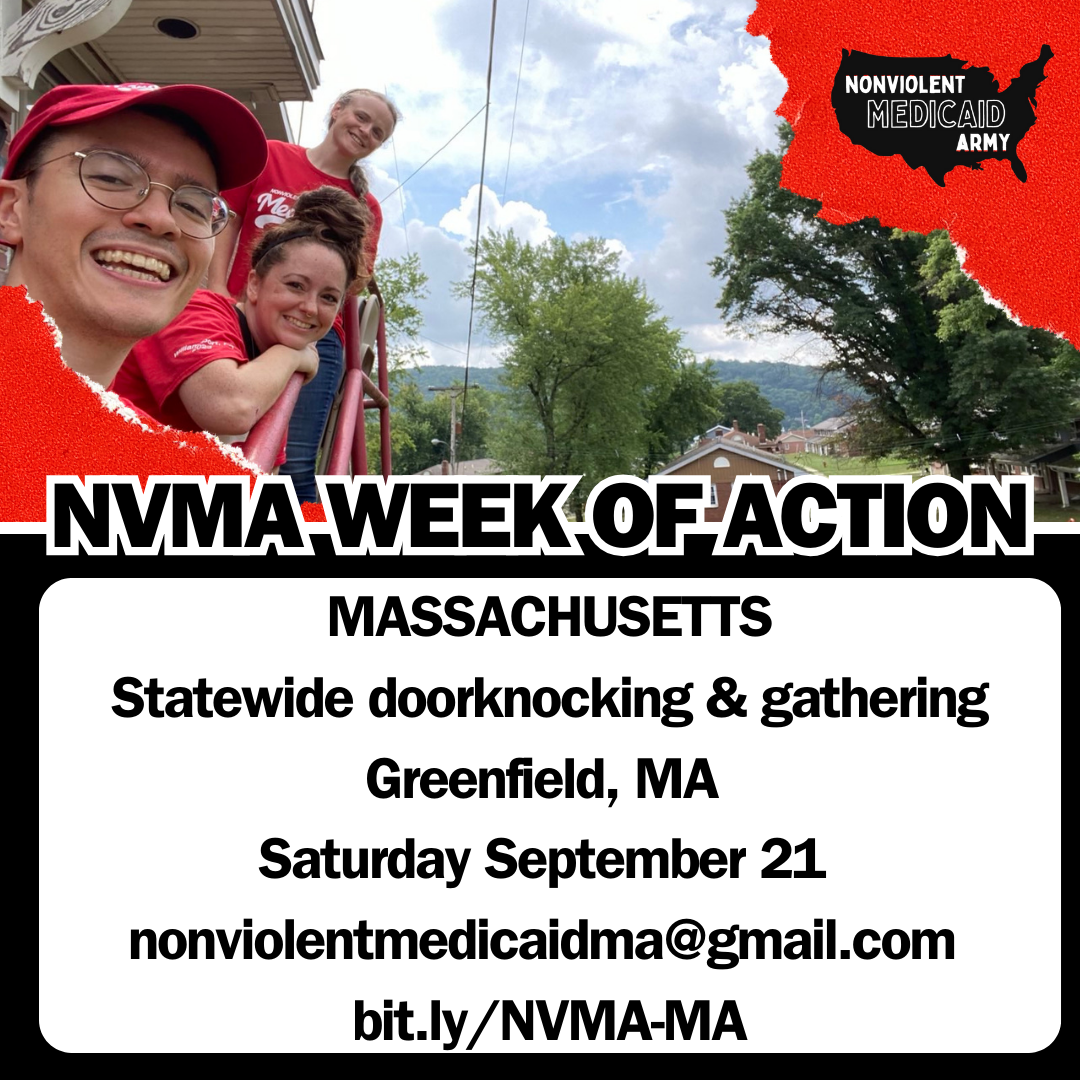 NONVIOLENT
MEDICAID
ARMY
NVMA WEEK OF ACTION
MASSACHUSETTS
Statewide doorknocking & gathering
Greenfield, MA
Saturday September 21
nonviolentmedicaidma@gmail.com
bit.ly/NVMA-MA